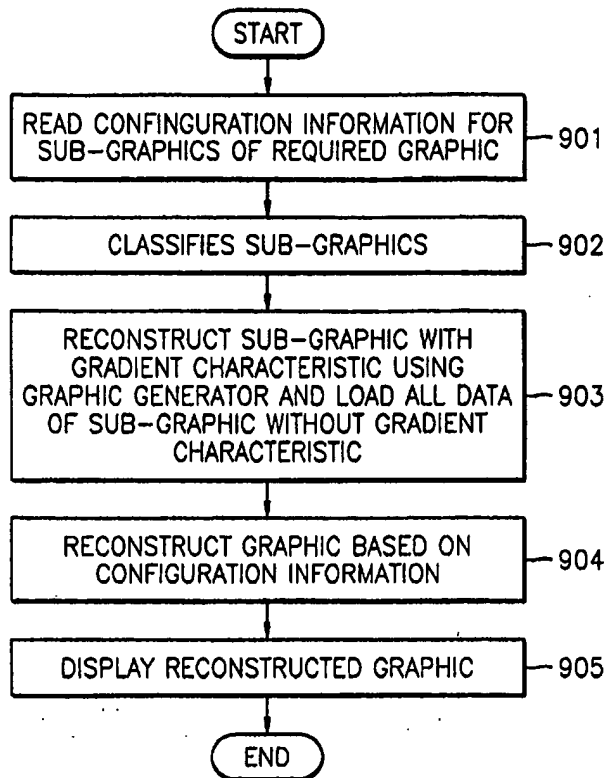 START
READ CONFINGURATION INFORMATION FOR
SUB-GRAPHICS OF REQUIRED GRAPHIC
901
CLASSIFIES SUB-GRAPHICS
902
RECONSTRUCT SUB-GRAPHIC WITH
GRADIENT CHARACTERISTIC USING
GRAPHIC GENERATOR AND LOAD ALL DATA
OF SUB-GRAPHIC WITHOUT GRADIENT
CHARACTERISTIC
903
RECONSTRUCT GRAPHIC BASED ON
CONFIGURATION INFORMATION
904
DISPLAY RECONSTRUCTED GRAPHIC
905
END